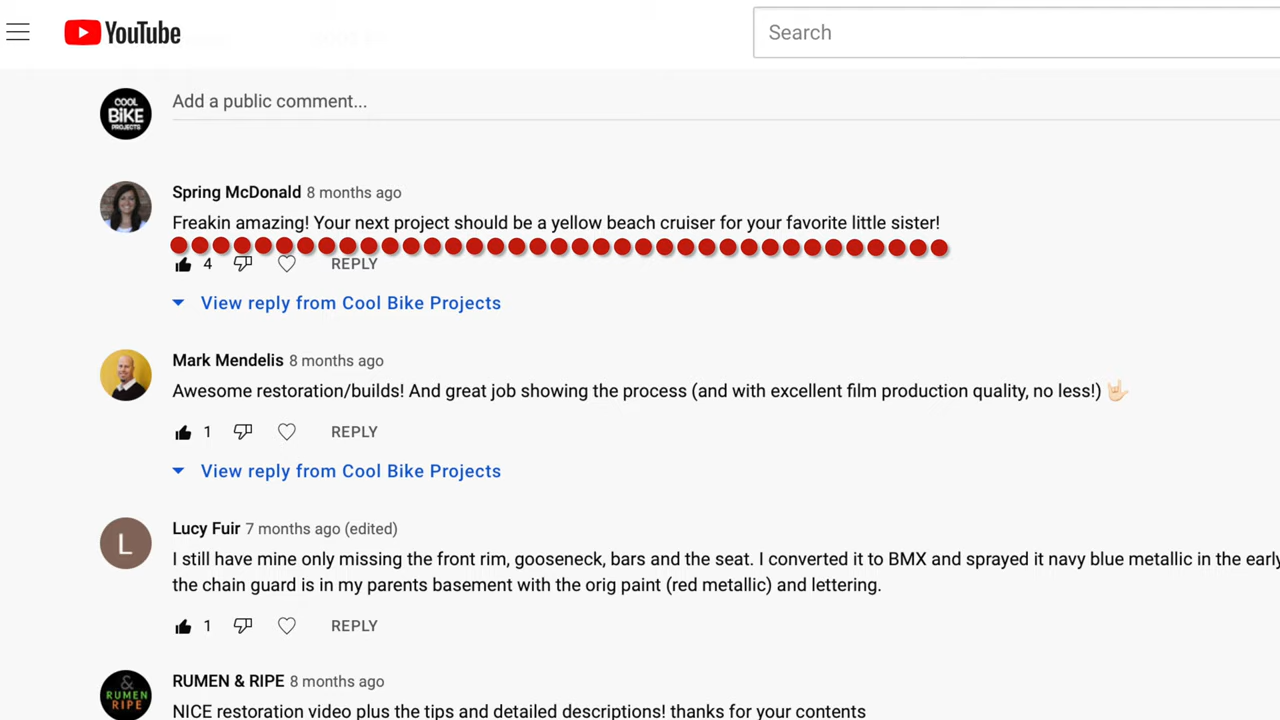 YouTube
Search
COOL
BiKE
PROJECTS
Add a public comment...
Spring McDonald 8 months ago
Freakin amazing! Your next project should be a yellow beach cruiser for your favorite little sister!
4 REPLY
View reply from Cool Bike Projects
Mark Mendelis 8 months ago
Awesome restoration/builds! And great job showing the process (and with excellent film production quality, no less!) 🤟🏻
1 REPLY
View reply from Cool Bike Projects
L
Lucy Fuir 7 months ago (edited)
I still have mine only missing the front rim, gooseneck, bars and the seat. I converted it to BMX and sprayed it navy blue metallic in the early
the chain guard is in my parents basement with the orig paint (red metallic) and lettering.
1 REPLY
&
RUMEN
RIPE
RUMEN & RIPE 8 months ago
NICE restoration video plus the tips and detailed descriptions! thanks for your contents